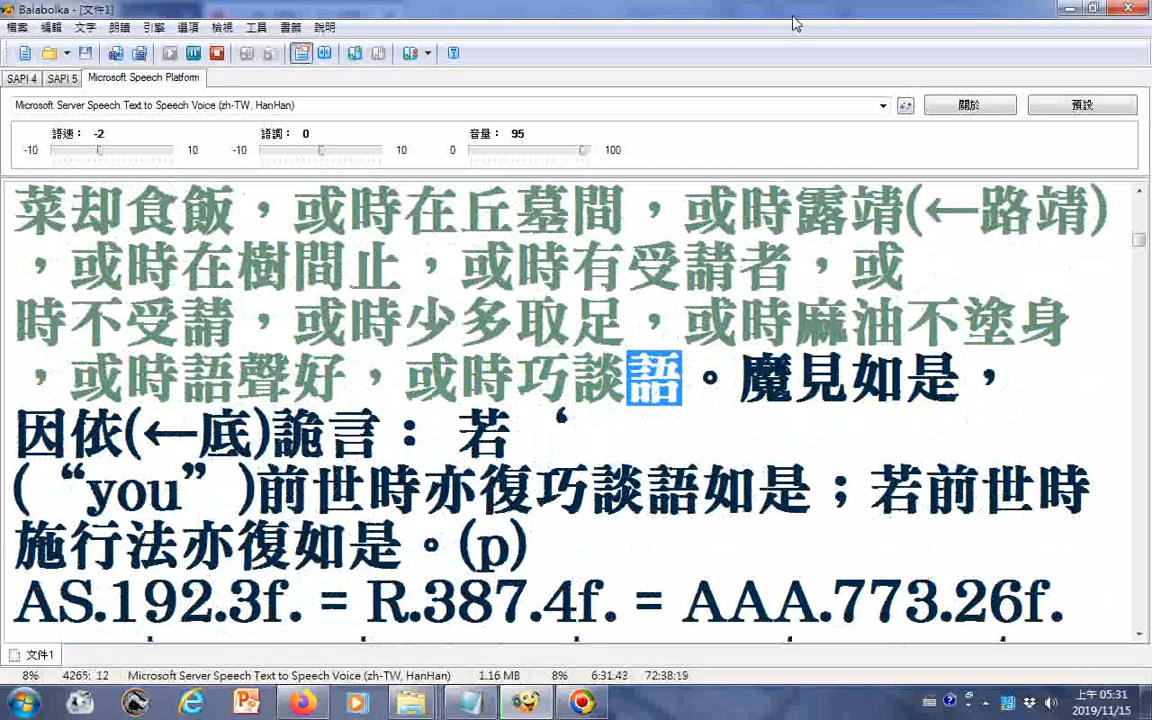 Balabolka - [文件1]
檔案 編輯 文字 朗讀 引擎 選項 檢視 工具 書籤 說明
SAPI 4 SAPI 5 Microsoft Speech Platform
Microsoft Server Speech Text to Speech Voice (zh-TW, HanHan) 關於 預設
語速： -2 語調： 0 音量： 95
-10 10 -10 10 0 100
菜却食飯，或時在丘墓間，或時露靖(←路靖)
，或時在樹間止，或時有受請者，或
時不受請，或時少多取足，或時麻油不塗身
，或時語聲好，或時巧談語。魔見如是，
因依(←底)詭言： 若‘
(“you”)前世時亦復巧談語如是；若前世時
施行法亦復如是。(p)
AS.192.3f. = R.387.4f. = AAA.773.26f.
文件1
8% 4265: 12 Microsoft Server Speech Text to Speech Voice (zh-TW, HanHan) 1.16 MB 8% 6:31:43 72:38:19
上午 05:31
2019/11/15